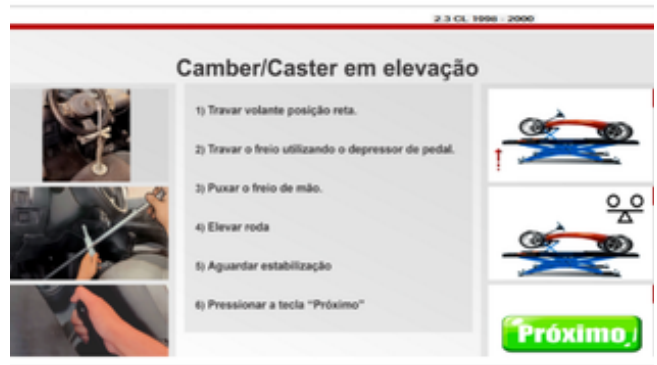 2.3 CL 1998 - 2000
Camber/Caster em elevação
1) Travar volante posição reta.
2) Travar o freio utilizando o depressor de pedal.
3) Puxar o freio de mão.
4) Elevar roda
5) Aguardar estabilização
6) Pressionar a tecla "Próximo"
Próximo